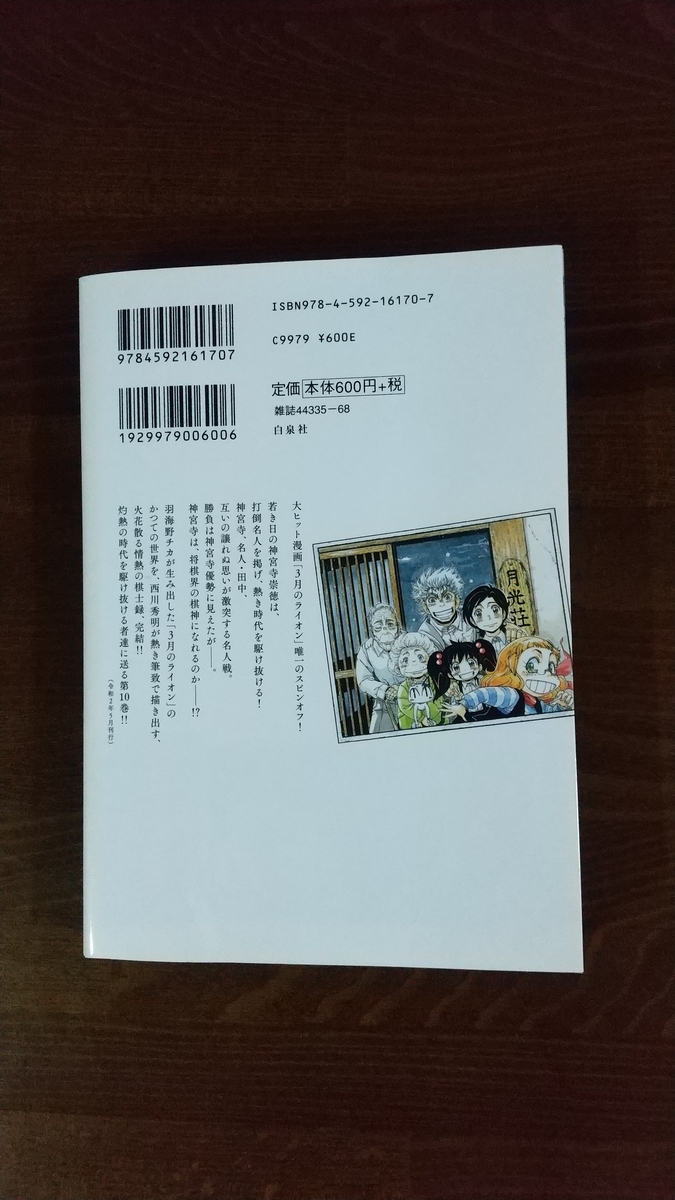 ISBN978-4-592-16170-7
9784592161707
C9979 ¥600E
1929979006006
定価 本体600円+税
雑誌44335-68
白泉社
大ヒット漫画「3月のライオン」唯一のスピンオフ!
若き日の神宮寺崇徳は、
打倒名人を掲げ、熱き時代を駆け抜ける!
神宮寺、名人・田中、
互いの譲れぬ思いが激突する名人戦。
勝負は神宮寺優勢に見えたが――。
神宮寺は、将棋界の棋神になれるのか――!?
羽海野チカが生み出した「3月のライオン」の
かつての世界を、西川秀明が熱き筆致で描き出す、
火花散る情熱の棋士録、完結!!
灼熱の時代を駆け抜ける者達に送る第10巻!!
(令和2年5月刊行)
月光荘